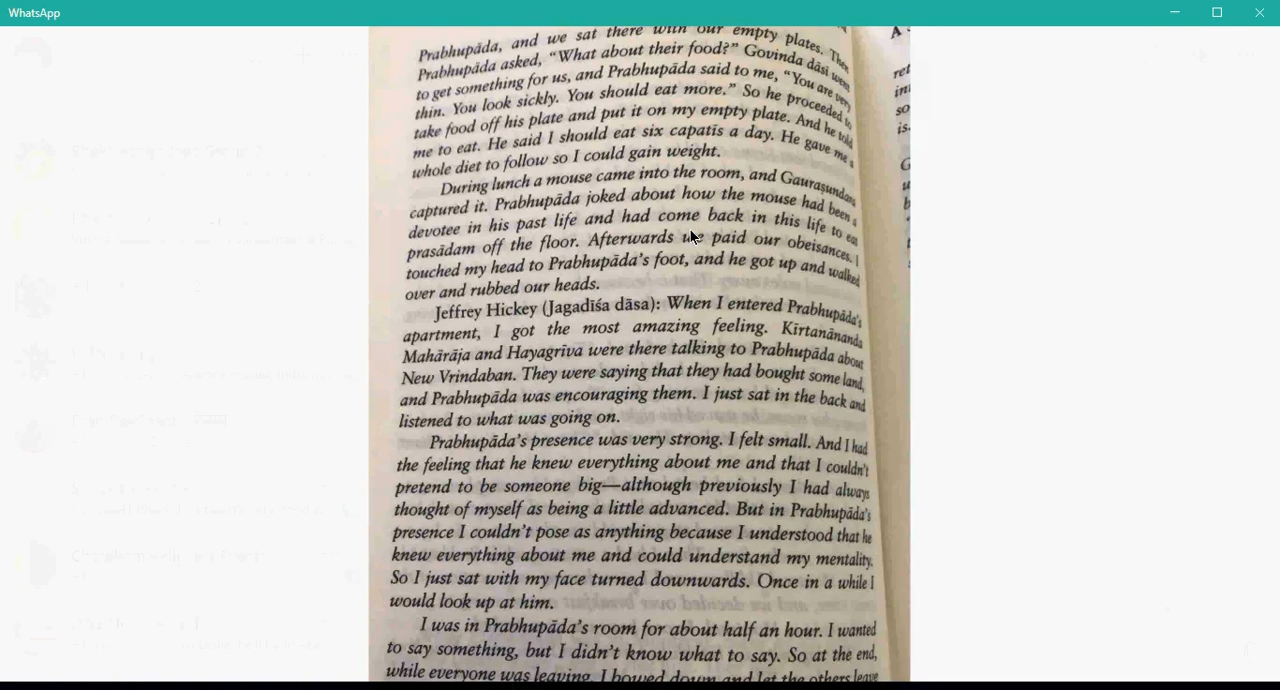 WhatsApp
Prabhupāda, and we sat there with our empty plates. Then
Prabhupāda asked, “What about their food?” Govinda dāsī went
to get something for us, and Prabhupāda said to me, “You are very
thin. You look sickly. You should eat more.” So he proceeded to
take food off his plate and put it on my empty plate. And he told
me to eat. He said I should eat six capatīs a day. He gave me a
whole diet to follow so I could gain weight.
During lunch a mouse came into the room, and Gaurasundara
captured it. Prabhupāda joked about how the mouse had been a
devotee in his past life and had come back in this life to eat
prasādam off the floor. Afterwards we paid our obeisances. I
touched my head to Prabhupāda’s foot, and he got up and walked
over and rubbed our heads.
Jeffrey Hickey (Jagadīśa dāsa): When I entered Prabhupāda’s
apartment, I got the most amazing feeling. Kīrtanānanda
Mahārāja and Hayagrīva were there talking to Prabhupāda about
New Vrindaban. They were saying that they had bought some land,
and Prabhupāda was encouraging them. I just sat in the back and
listened to what was going on.
Prabhupāda’s presence was very strong. I felt small. And I had
the feeling that he knew everything about me and that I couldn’t
pretend to be someone big—although previously I had always
thought of myself as being a little advanced. But in Prabhupāda’s
presence I couldn’t pose as anything because I understood that he
knew everything about me and could understand my mentality.
So I just sat with my face turned downwards. Once in a while I
would look up at him.
I was in Prabhupāda’s room for about half an hour. I wanted
to say something, but I didn’t know what to say. So at the end,
while everyone was leaving, I bowed down and let the others leave